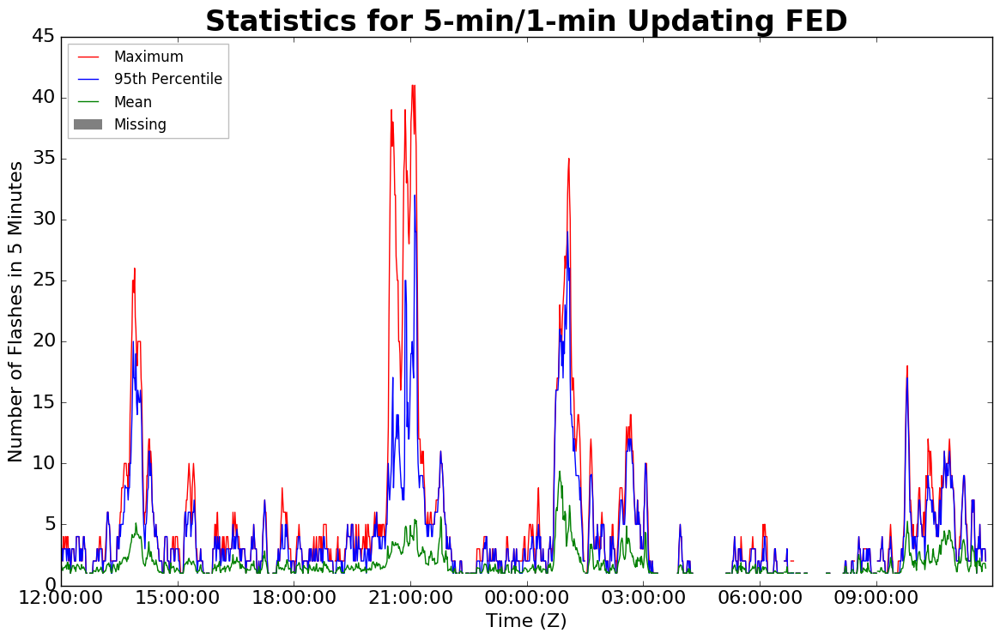 Statistics for 5-min/1-min Updating FED
45
40
35
30
25
20
15
10
5
0
Number of Flashes in 5 Minutes
Maximum
95th Percentile
Mean
Missing
12:00:00 15:00:00 18:00:00 21:00:00 00:00:00 03:00:00 06:00:00 09:00:00
Time (Z)